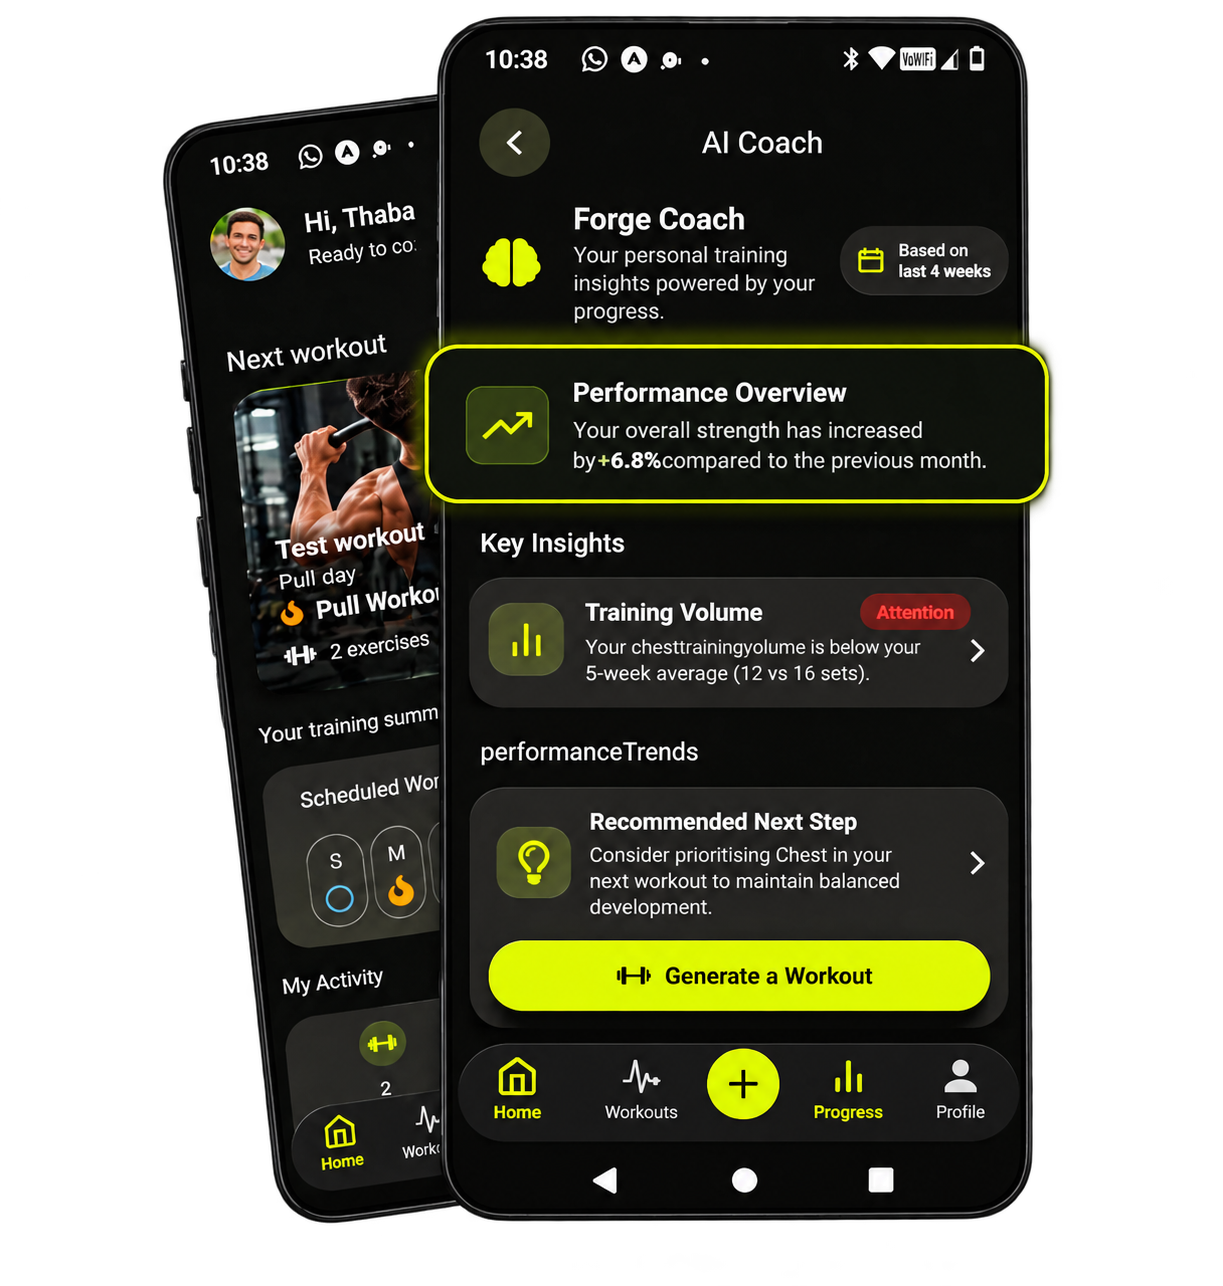 10:38
Hi, Thaba
Ready to co
Next workout
Test workout
Pull day
Pull Workou
2 exercises
Your training summ
Scheduled Wor
S M
My Activity
2
Home Work
10:38 VoWIFI
AI Coach
Forge Coach
Your personal training
insights powered by your
progress.
Based on
last 4 weeks
Performance Overview
Your overall strength has increased
by+6.8%compared to the previous month.
Key Insights
Training Volume
Attention
Your chesttrainingyolume is below your
5-week average (12 vs 16 sets).
performanceTrends
Recommended Next Step
Consider prioritising Chest in your
next workout to maintain balanced
development.
Generate a Workout
Home Workouts Progress Profile